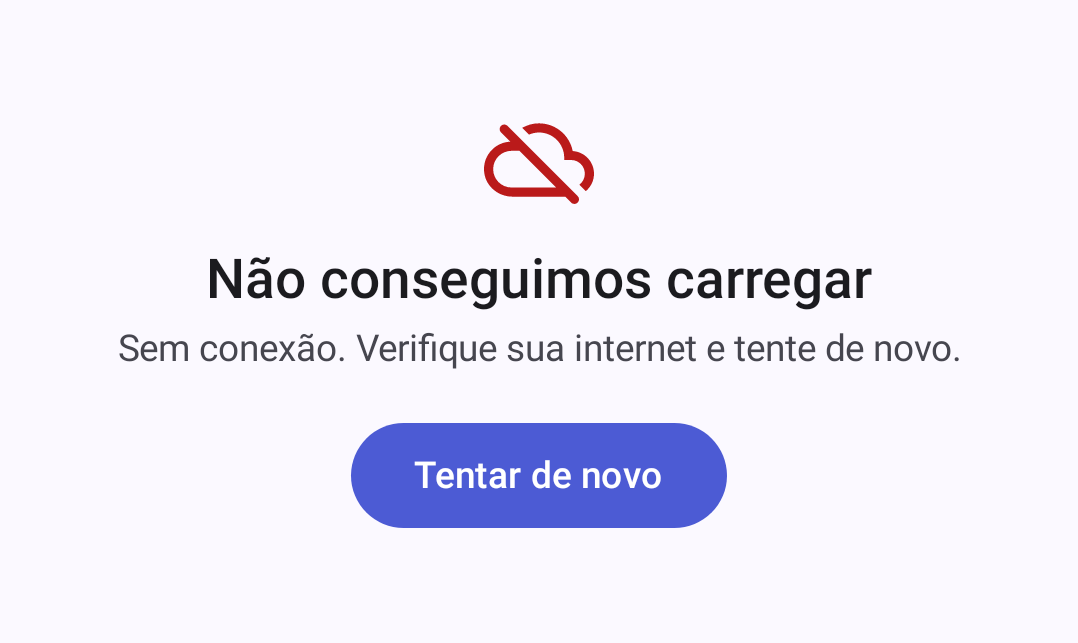 Não conseguimos carregar
Sem conexão. Verifique sua internet e tente de novo.
Tentar de novo